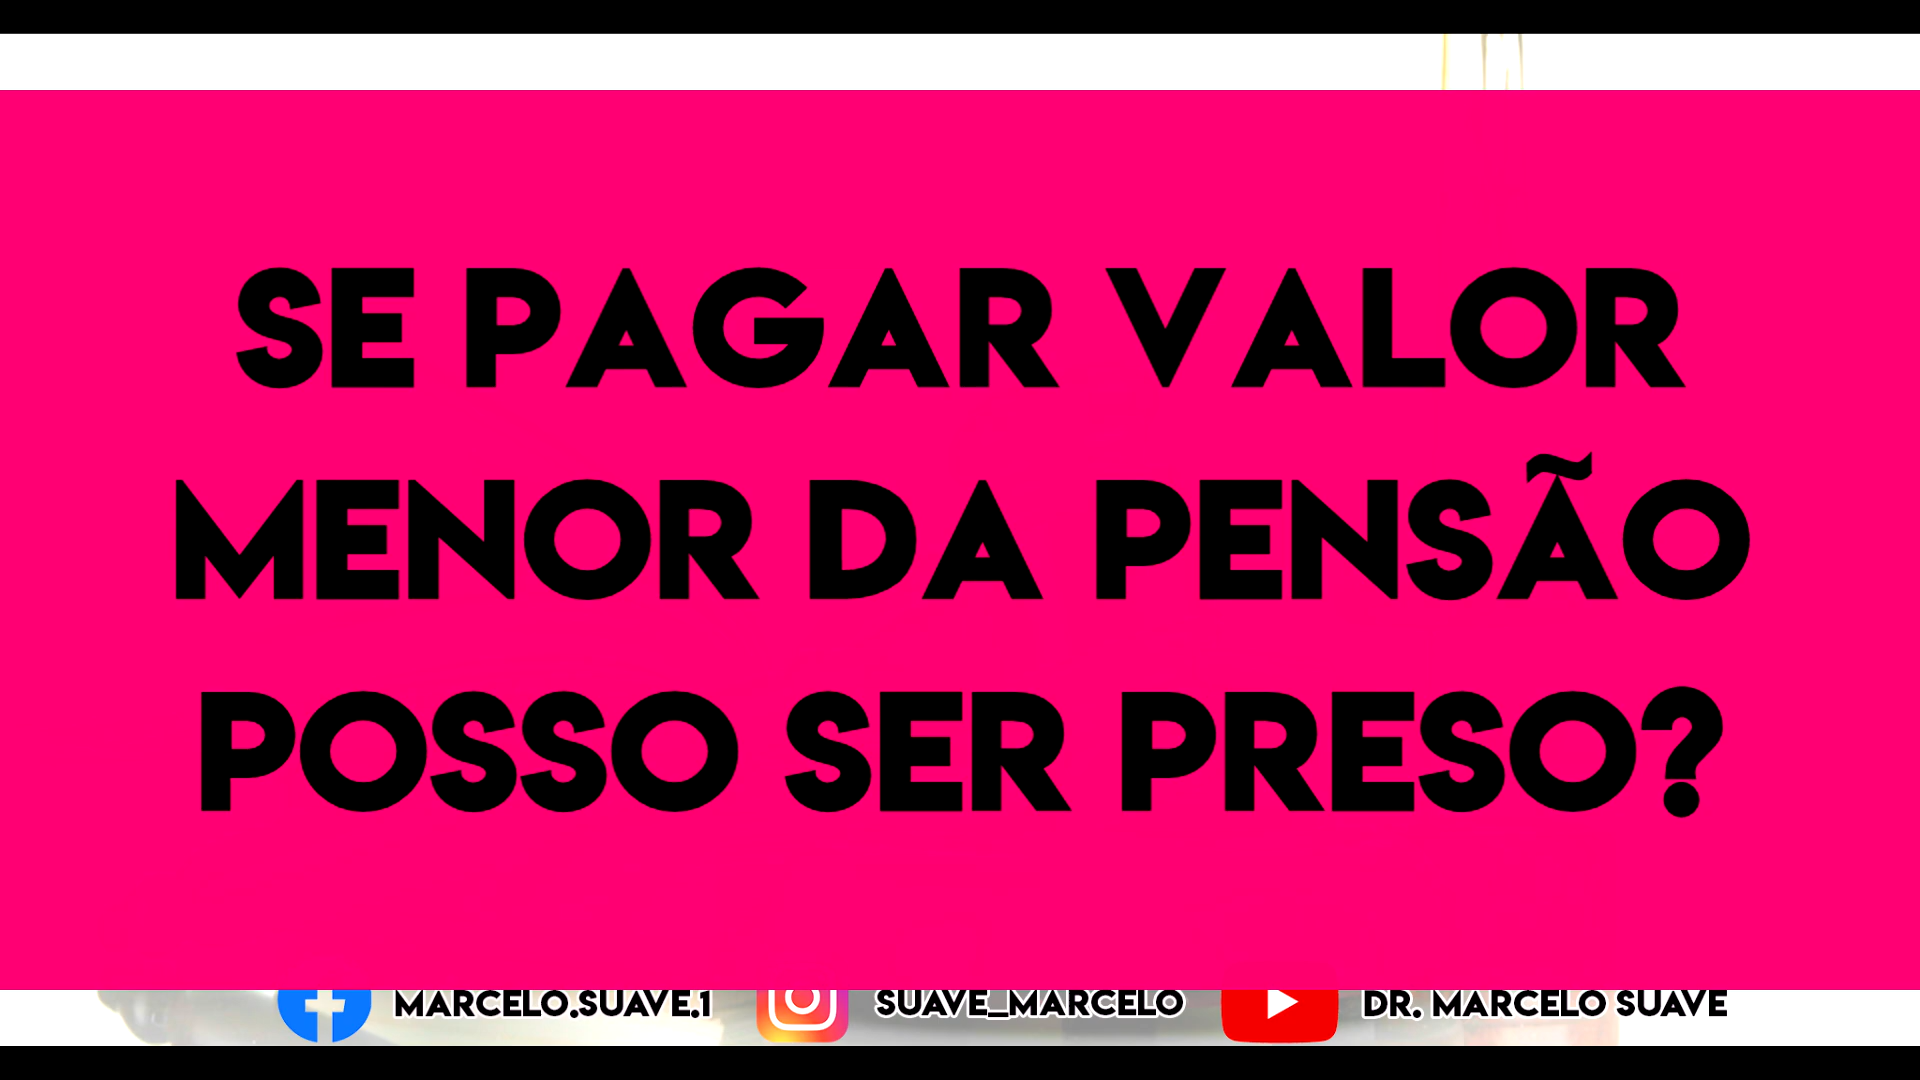 SE PAGAR VALOR
MENOR DA PENSÃO
POSSO SER PRESO?
MARCELO.SUAVE.1 SUAVE_MARCELO DR. MARCELO SUAVE